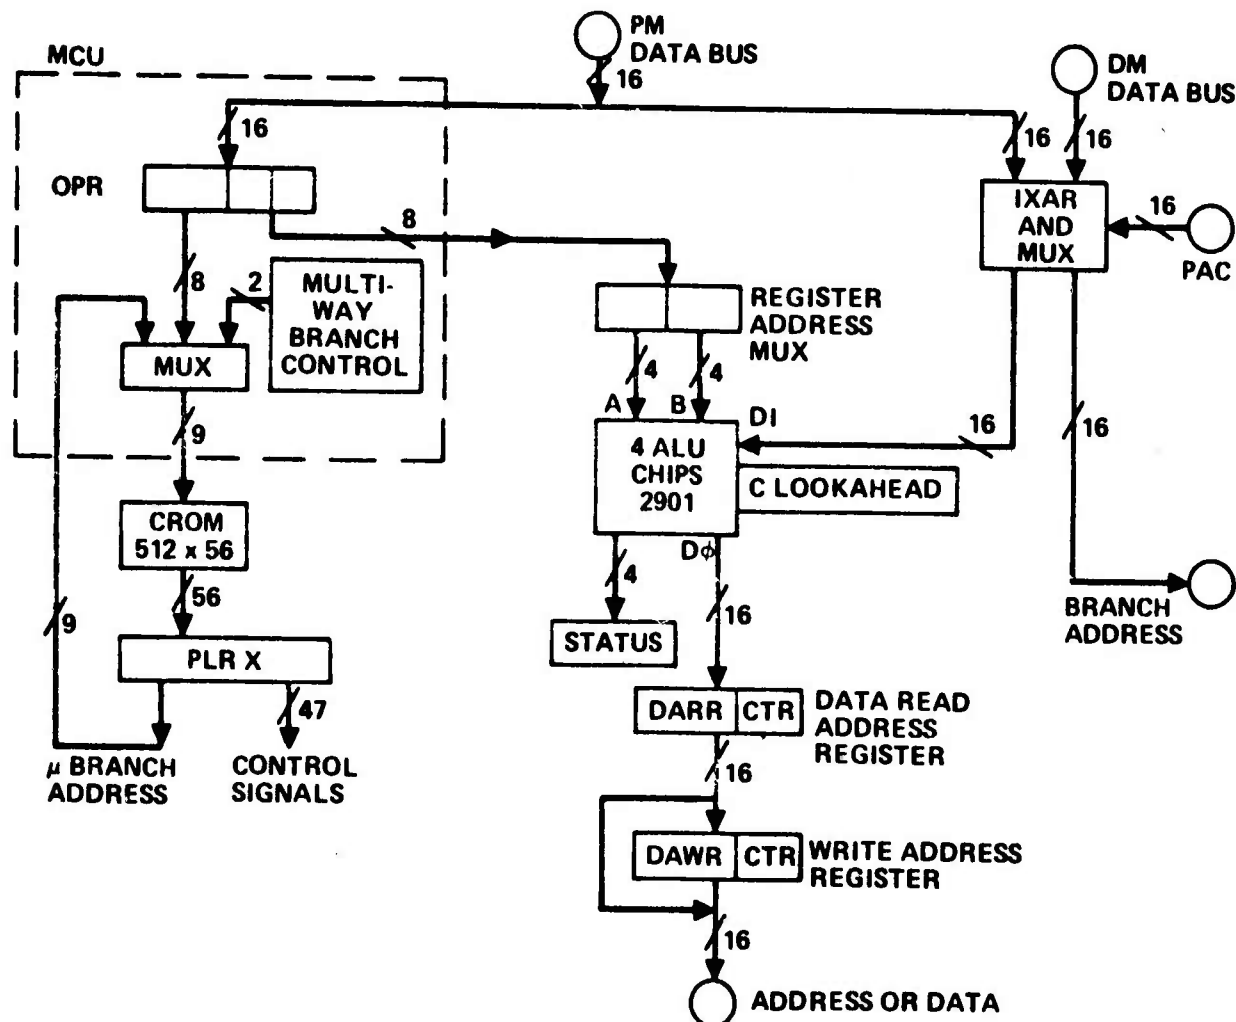 PM
DATA BUS
16
MCU
DM
DATA BUS
16
16
16
OPR
8
IXAR
AND
MUX
16
PAC
8
2
MULTI-
WAY
BRANCH
CONTROL
REGISTER
ADDRESS
MUX
MUX
4
4
A
B
DI
16
16
9
4 ALU
CHIPS
2901
C LOOKAHEAD
CROM
512 x 56
Dϕ
56
4
16
9
BRANCH
ADDRESS
STATUS
PLR X
47
DARR
CTR
DATA READ
ADDRESS
REGISTER
μ BRANCH
ADDRESS
CONTROL
SIGNALS
16
DAWR
CTR
WRITE ADDRESS
REGISTER
16
ADDRESS OR DATA